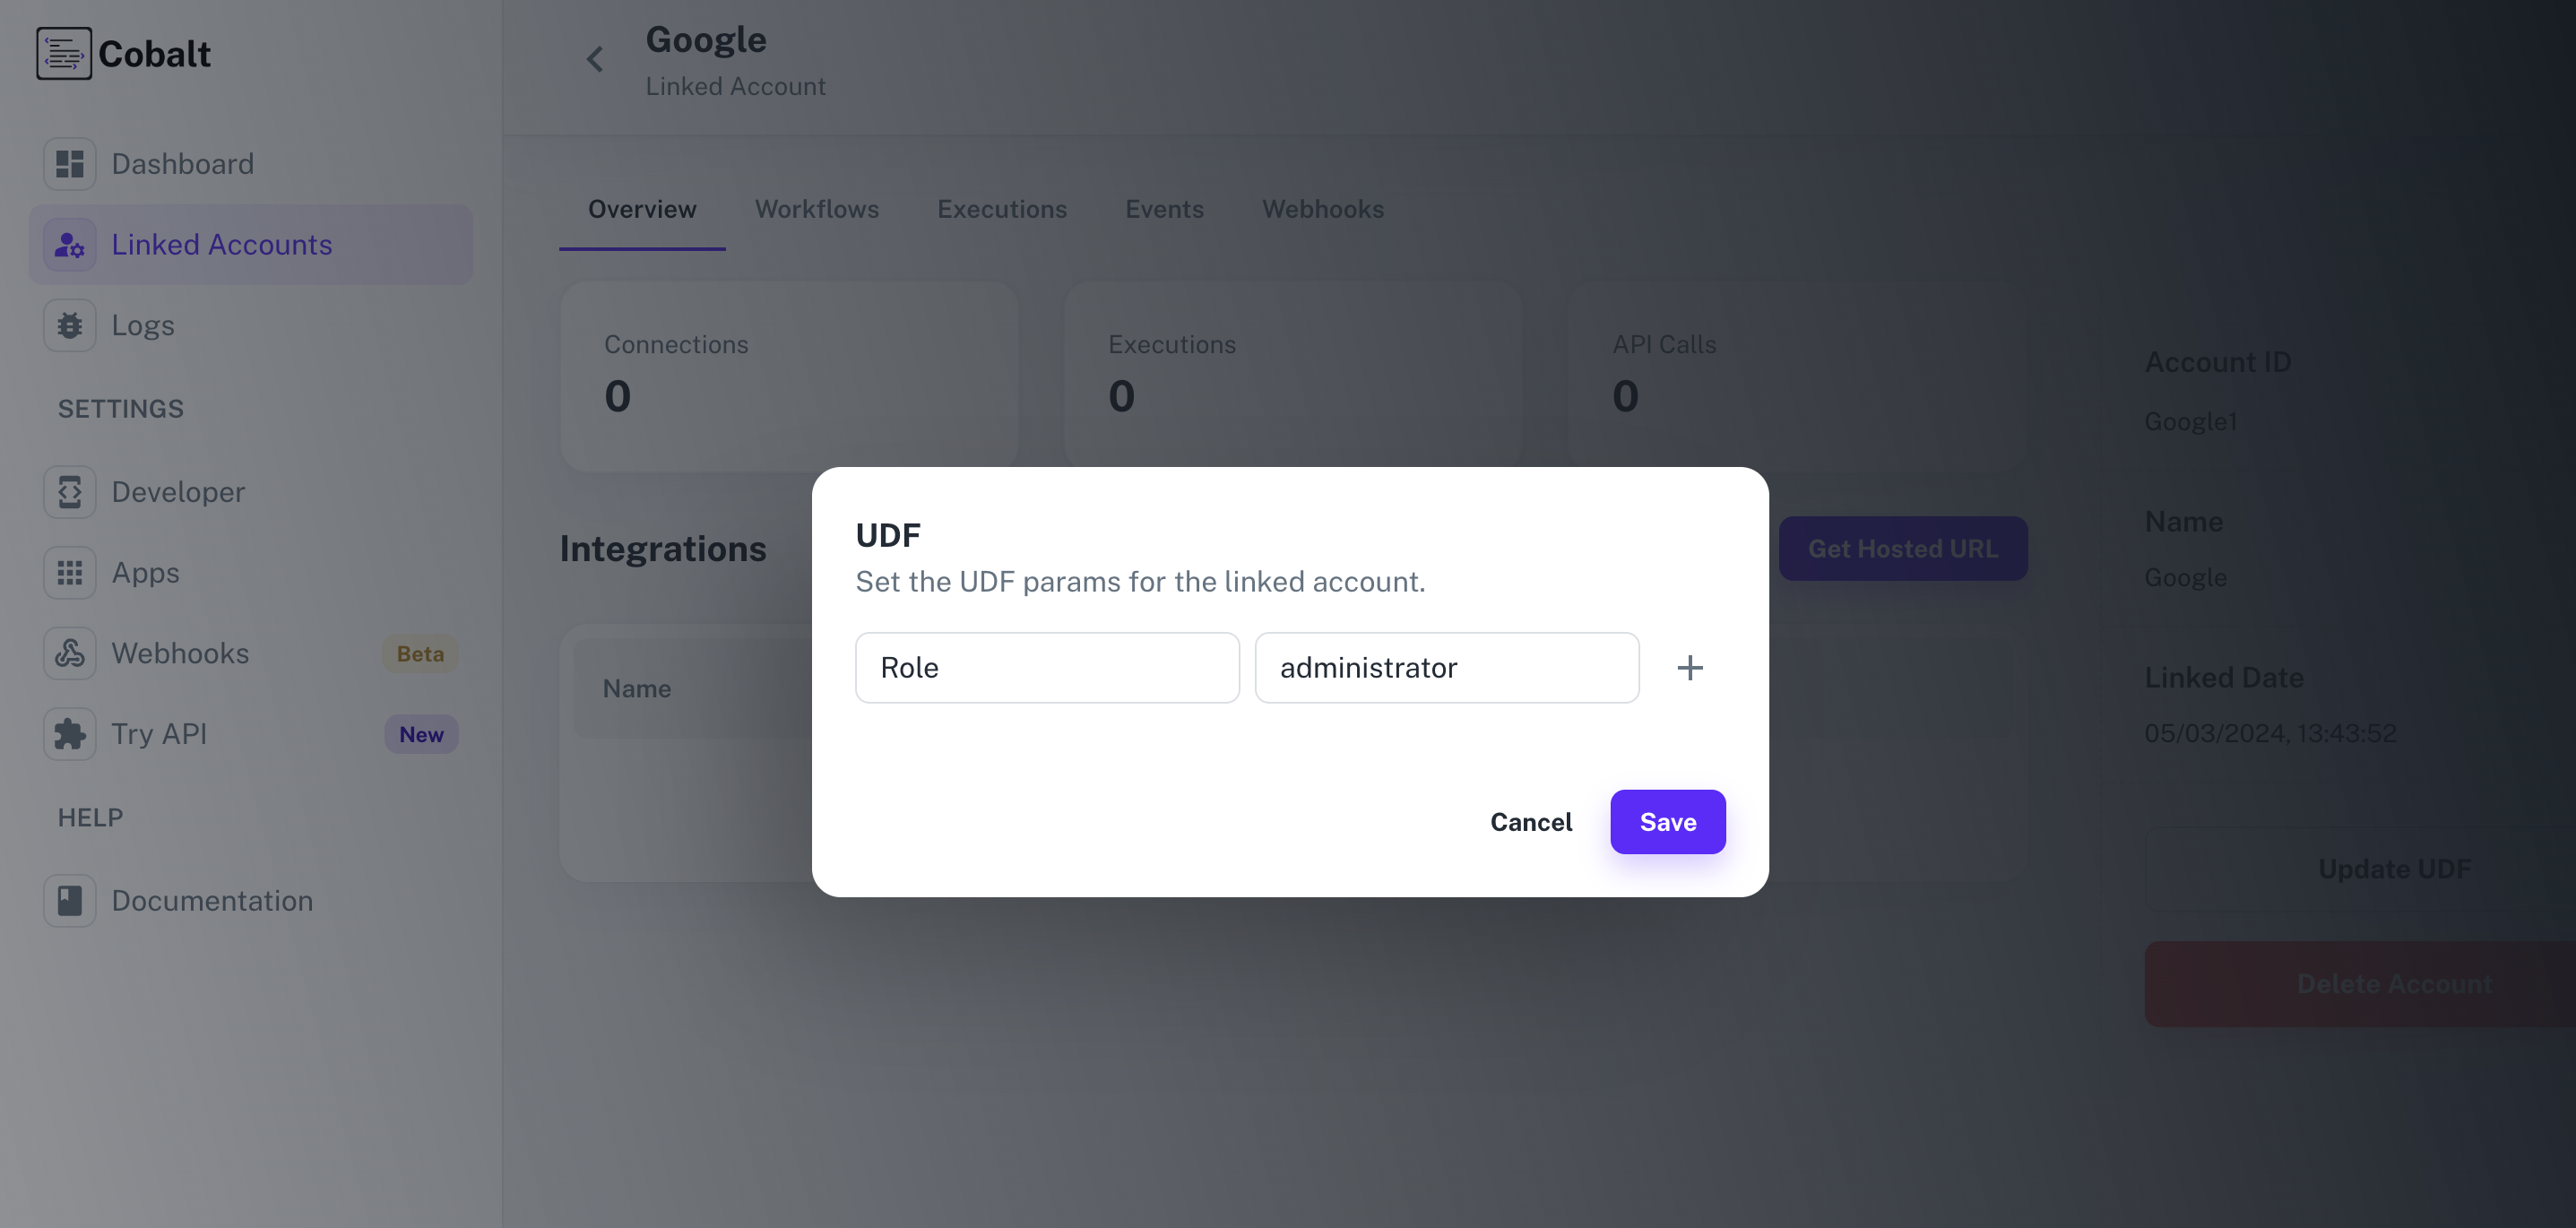 Cobalt
Dashboard
Linked Accounts
Logs
SETTINGS
Developer
Apps
Webhooks Beta
Try API New
HELP
Documentation
Google
Linked Account
Overview Workflows Executions Events Webhooks
Connections
0
Executions
0
API Calls
0
Integrations
Get Hosted URL
Name
UDF
Set the UDF params for the linked account.
Role administrator
Cancel Save
Account ID
Google1
Name
Google
Linked Date
05/03/2024, 13:43:52
Update UDF
Delete Account